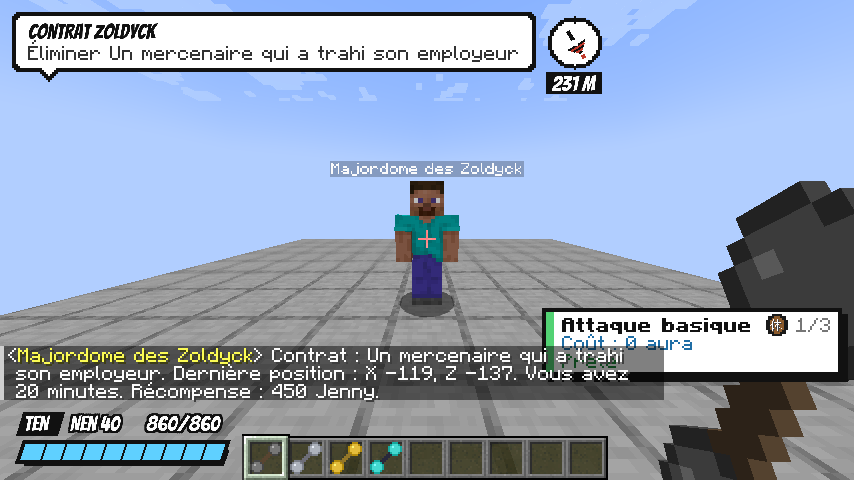 CONTRAT ZOLDYCK
Éliminer Un mercenaire qui a trahi son employeur
231 M
Majordome des Zoldyck
Attaque basique 1/3
Coût : 0 aura
<Majordome des Zoldyck> Contrat : Un mercenaire qui a trahi
son employeur. Dernière position : X -119, Z -137. Vous avez
20 minutes. Récompense : 450 Jenny.
TEN NEN 40 860/860